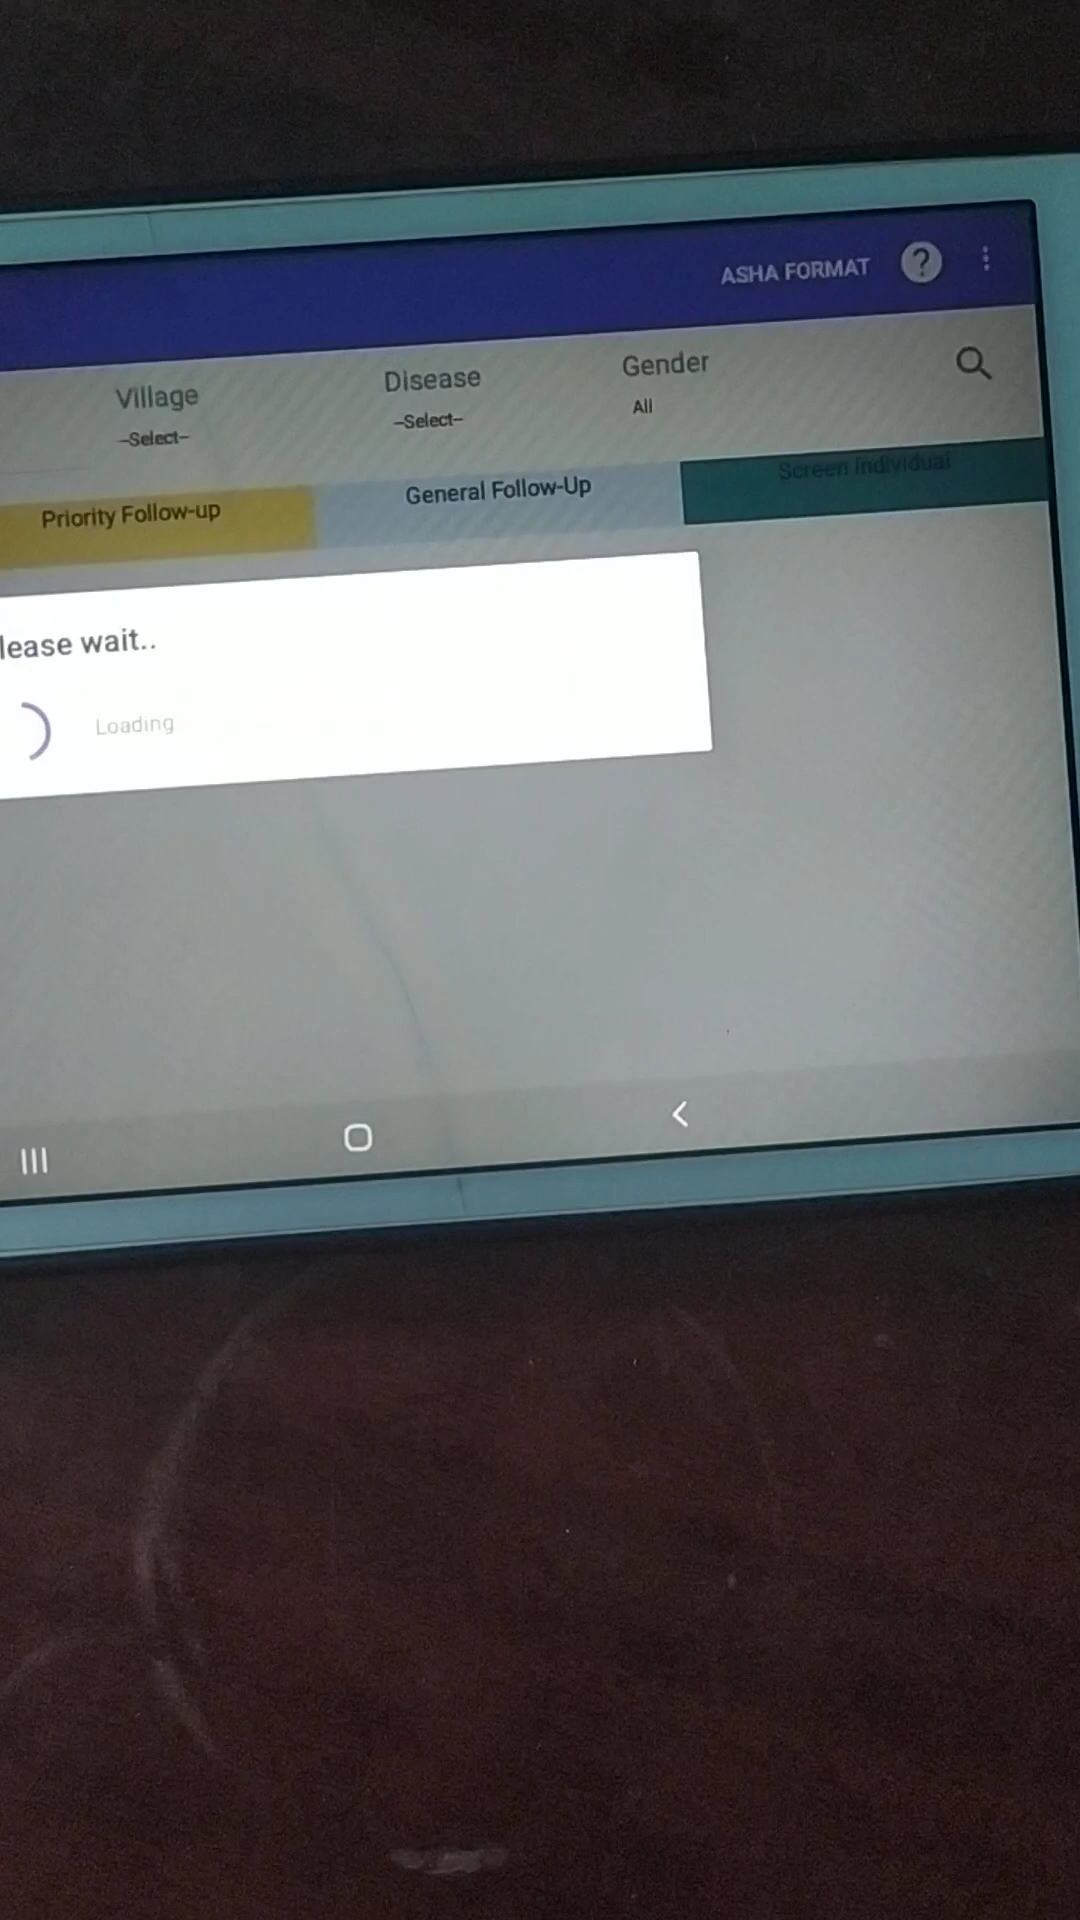 ASHA FORMAT ?
Village Disease Gender
–Select– –Select– All
Priority Follow-up General Follow-Up Screen Individual
lease wait..
Loading